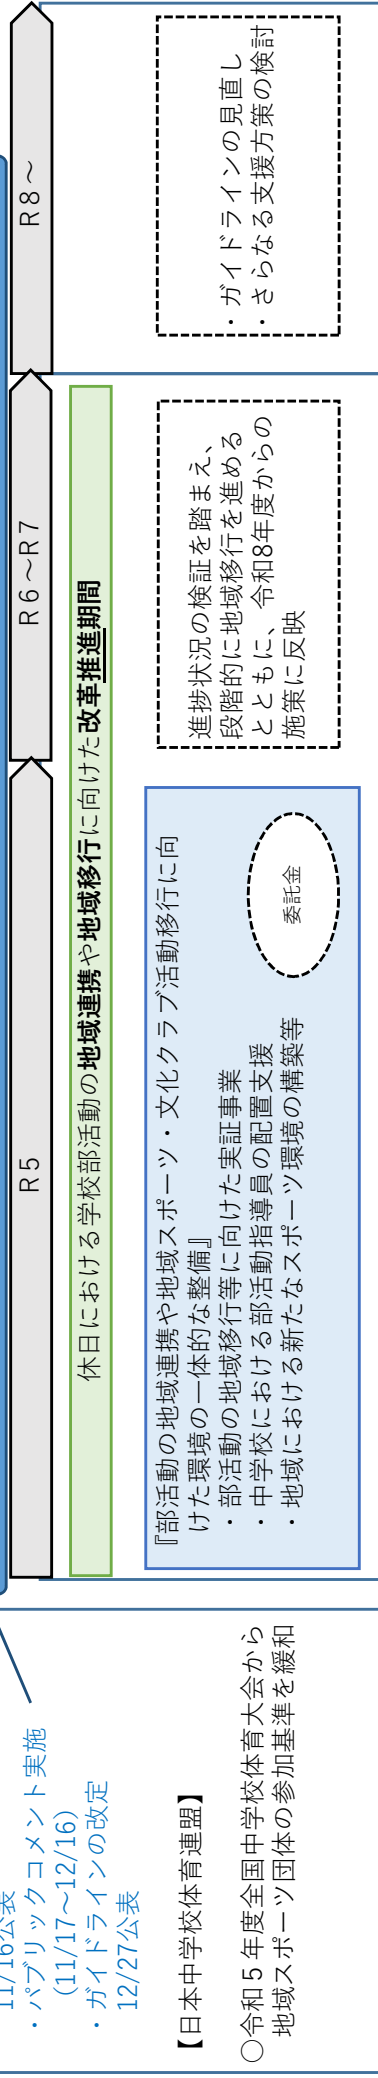 11/16公表
・パブリックコメント実施
(11/17～12/16)
・ガイドラインの改定
12/27公表
【日本中学校体育連盟】
○令和５年度全国中学校体育大会から
地域スポーツ団体の参加基準を緩和
R5
R6～R7
R8～
休日における学校部活動の地域連携や地域移行に向けた改革推進期間
『部活動の地域連携や地域スポーツ・文化クラブ活動移行に向
けた環境の一体的な整備』
・部活動の地域移行等に向けた実証事業
・中学校における部活動指導員の配置支援
・地域における新たなスポーツ環境の構築等
委託金
進捗状況の検証を踏まえ、
段階的に地域移行を進める
とともに、令和8年度からの
施策に反映
・ガイドラインの見直し
・さらなる支援方策の検討